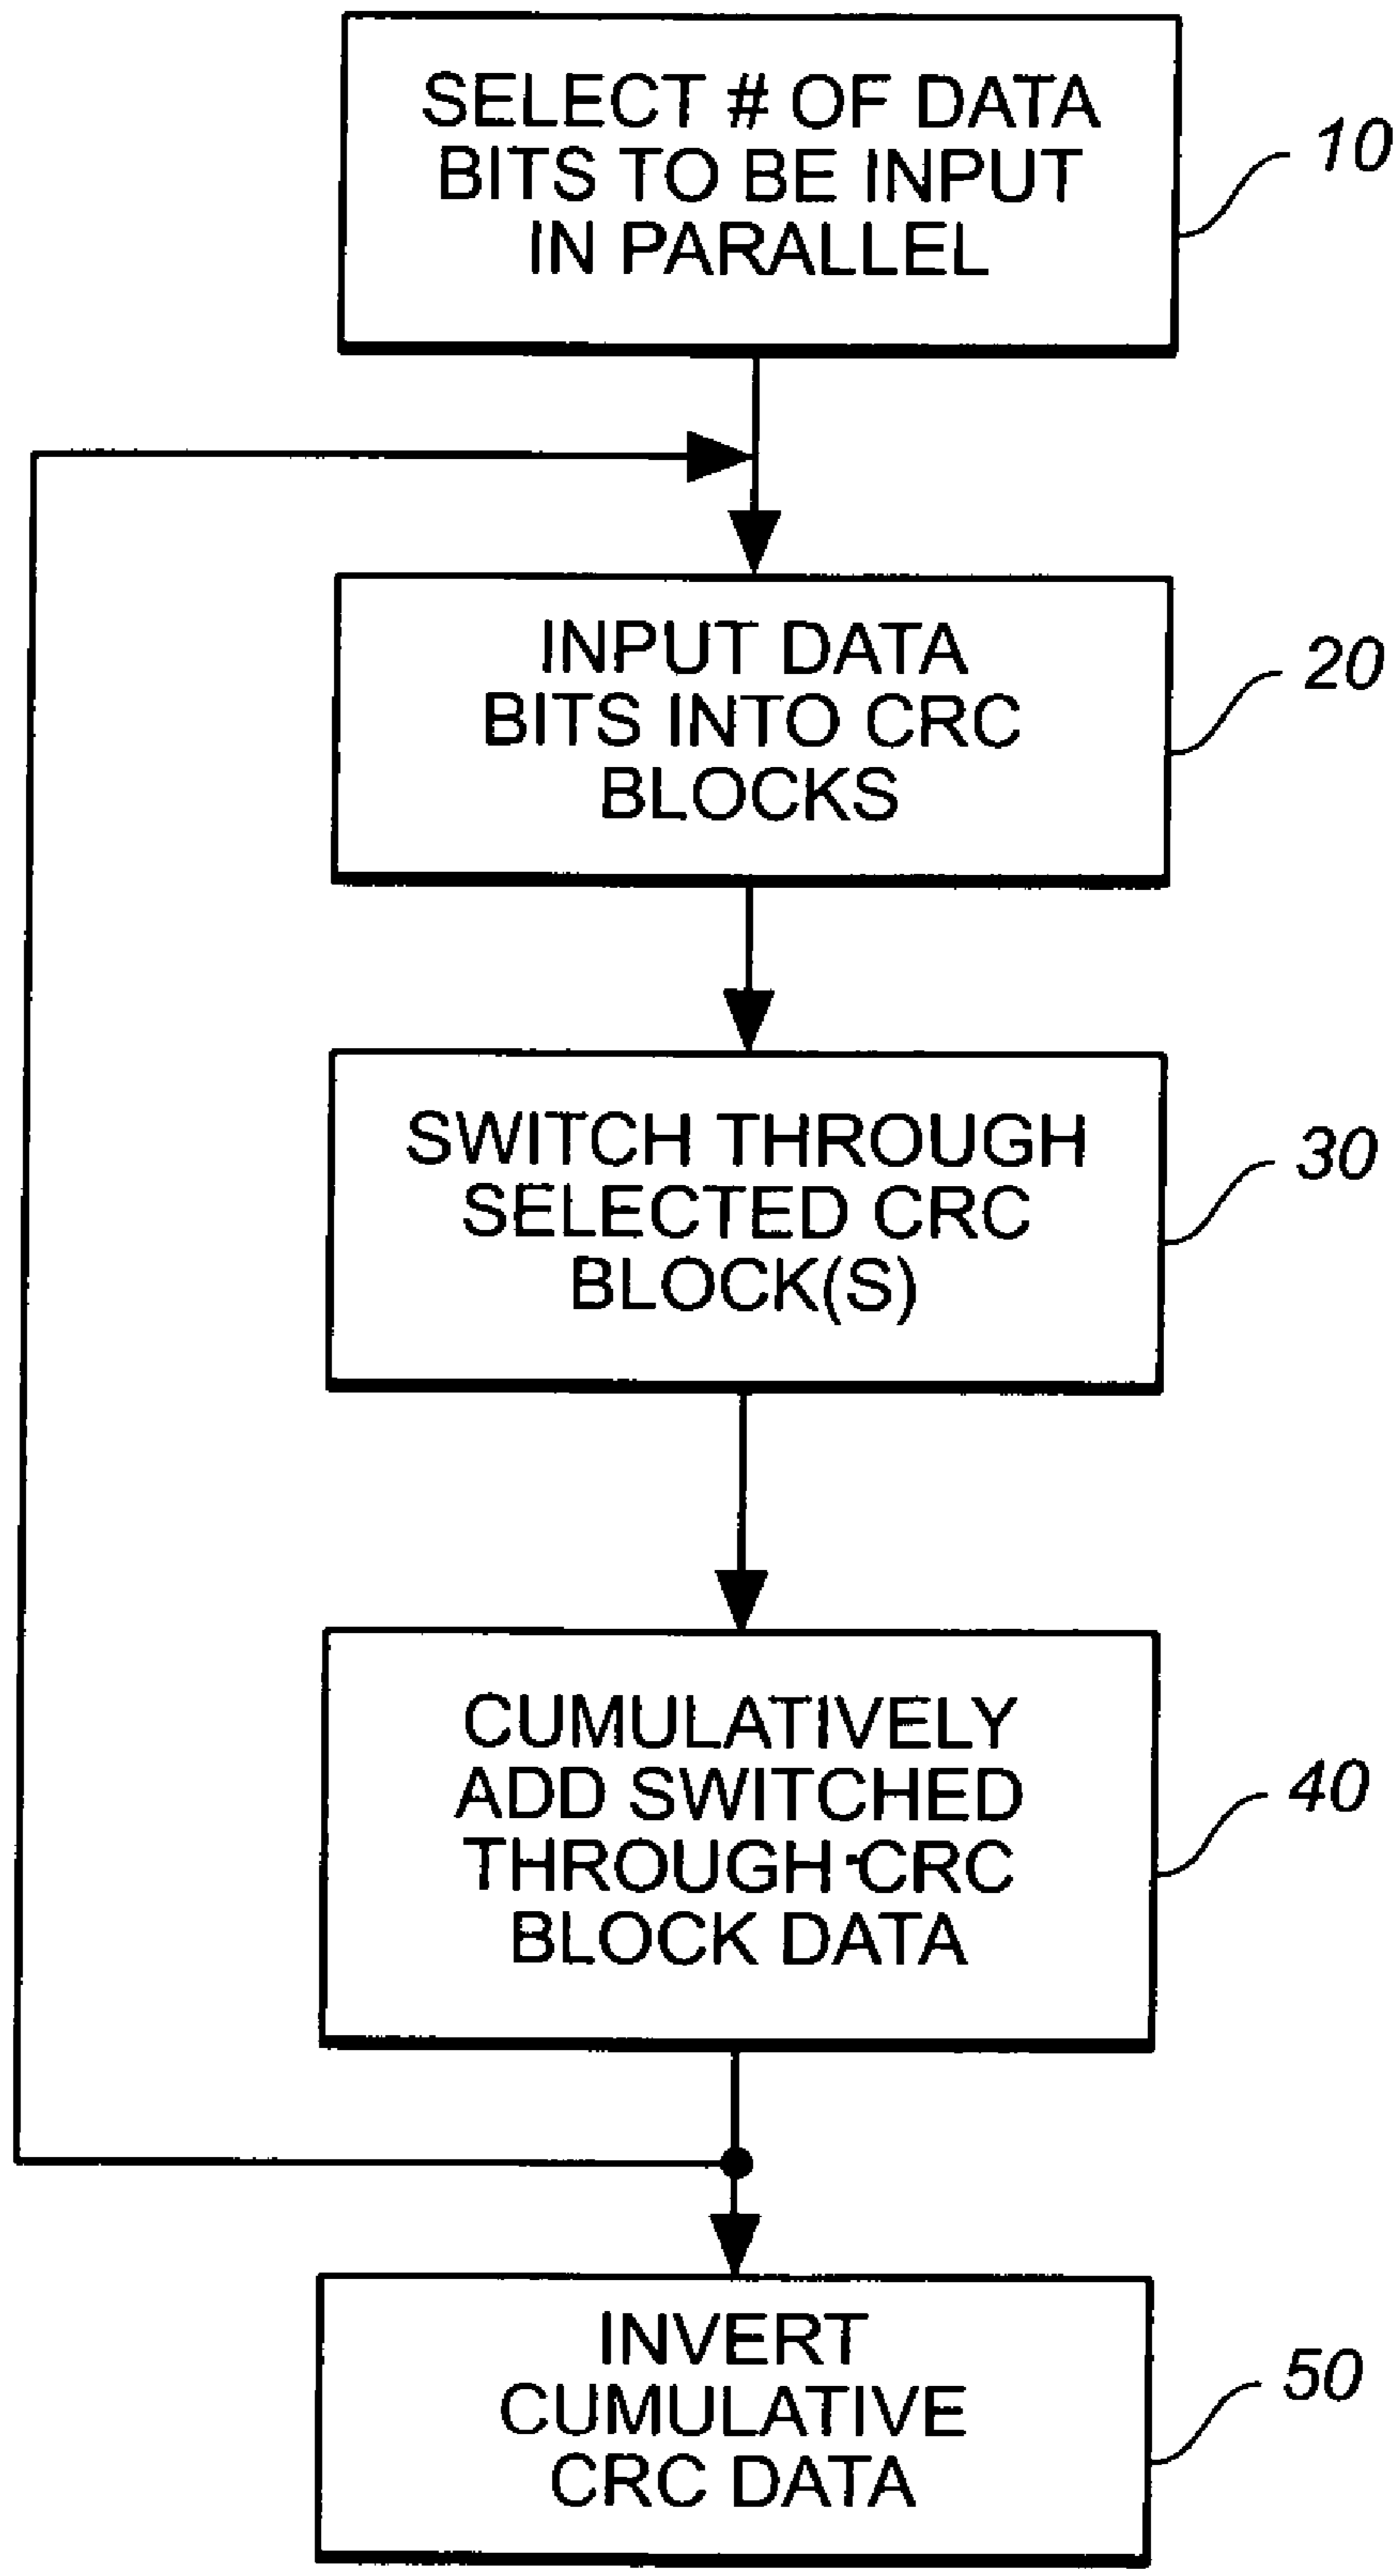 SELECT # OF DATA
BITS TO BE INPUT
IN PARALLEL
10
INPUT DATA
BITS INTO CRC
BLOCKS
20
SWITCH THROUGH
SELECTED CRC
BLOCK(S)
30
CUMULATIVELY
ADD SWITCHED
THROUGH CRC
BLOCK DATA
40
INVERT
CUMULATIVE
CRC DATA
50